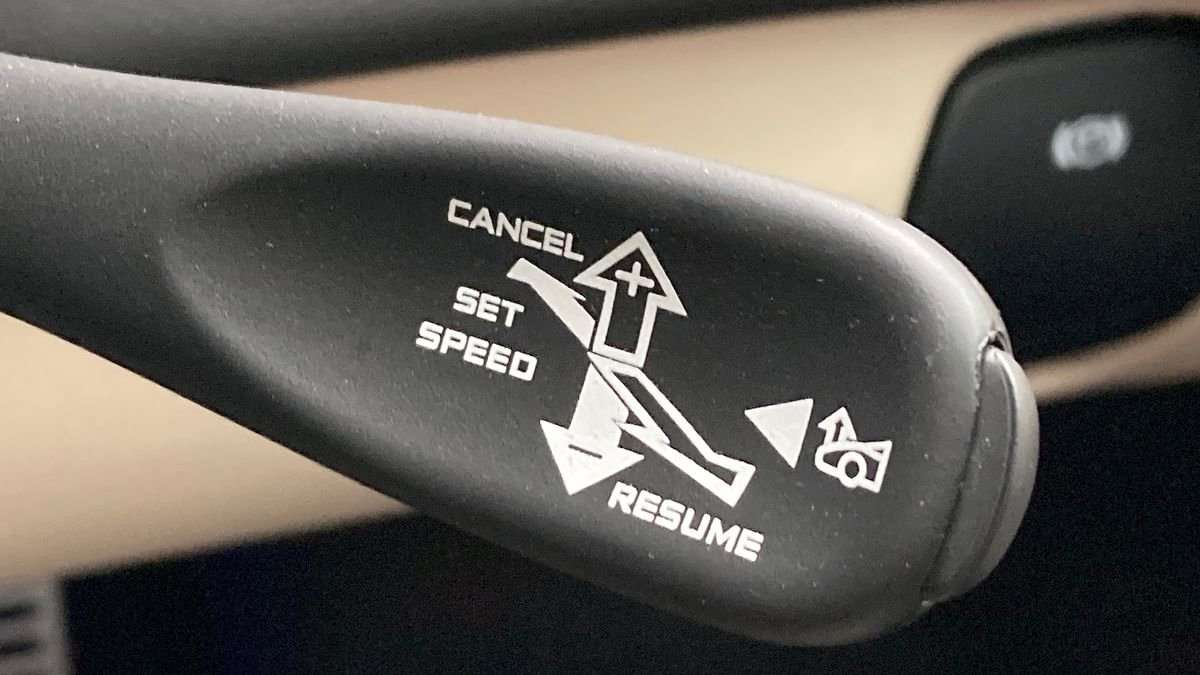 CANCEL
+
SET
SPEED
−
RESUME